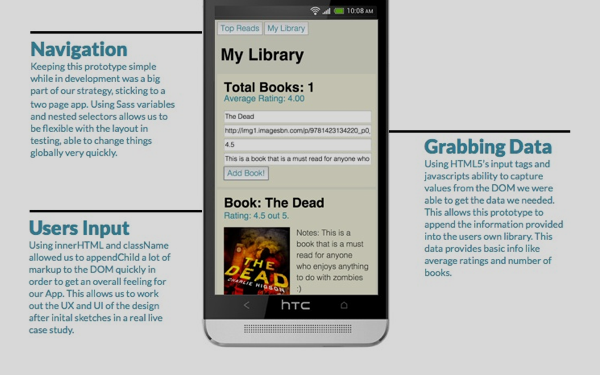 Navigation
Keeping this prototype simple
while in development was a big
part of our strategy, sticking to a
two page app. Using Sass variables
and nested selectors allows us to
be flexible with the layout in
testing, able to change things
globally very quickly.
Users Input
Using innerHTML and className
allowed us to appendChild a lot of
markup to the DOM quickly in
order to get an overall feeling for
our App. This allows us to work
out the UX and UI of the design
after inital sketches in a real live
case study.
10:08 AM
Top Reads My Library
My Library
Total Books: 1
Average Rating: 4.00
The Dead
http://img1.imagesbn.com/p/9781423134220_p0_
4.5
This is a book that is a must read for anyone who
Add Book!
Book: The Dead
Rating: 4.5 out 5.
THE
DEAD
CHARLIE HIGSON
Notes: This is a
book that is a must
read for anyone
who enjoys anything
to do with zombies
:)
hTC
Grabbing Data
Using HTML5's input tags and
javascripts ability to capture
values from the DOM we were
able to get the data we needed.
This allows this prototype to
append the information provided
into the users own library. This
data provides basic info like
average ratings and number of
books.